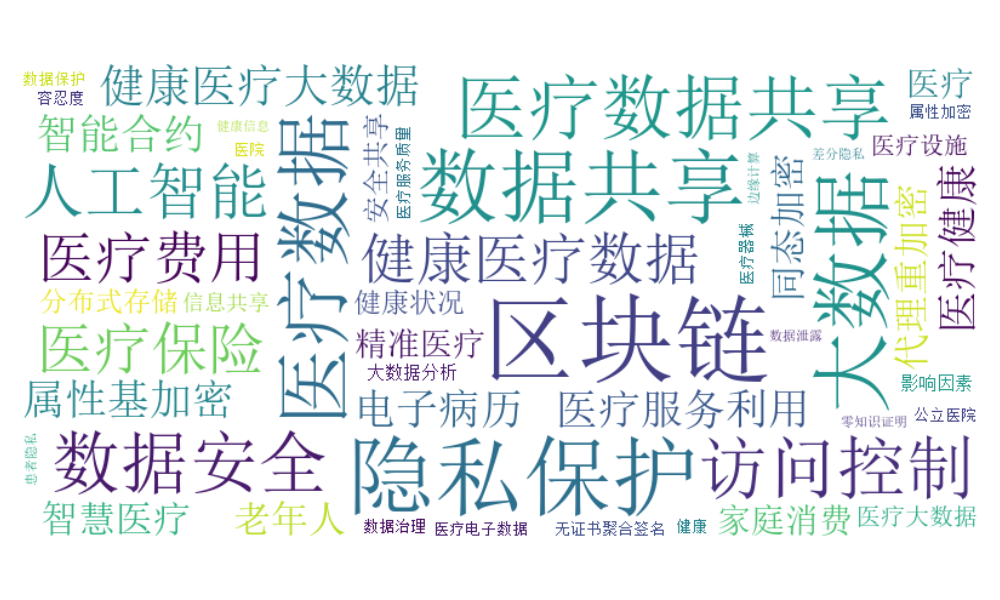 数据保护
健康医疗大数据
医疗数据共享
医疗
容忍度
属性加密
智能合约
健康信息
医疗数据
安全共享
医疗服务质里
医院
数据共享
差分隐私
医疗设施
人工智能
边缘计算
同态加密
大数据
代理重加密
医疗健康
医疗费用
健康医疗数据
医疗器械
分布式存储
信息共享
健康状况
区块链
医疗保险
精准医疗
数据泄露
大数据分析
影响因素
属性基加密
电子病历
医疗服务利用
零知识证明
公立医院
患者隐私
数据安全
隐私保护
访问控制
智慧医疗
老年人
数据治理
医疗电子数据
无证书聚合签名
健康
家庭消费
医疗大数据